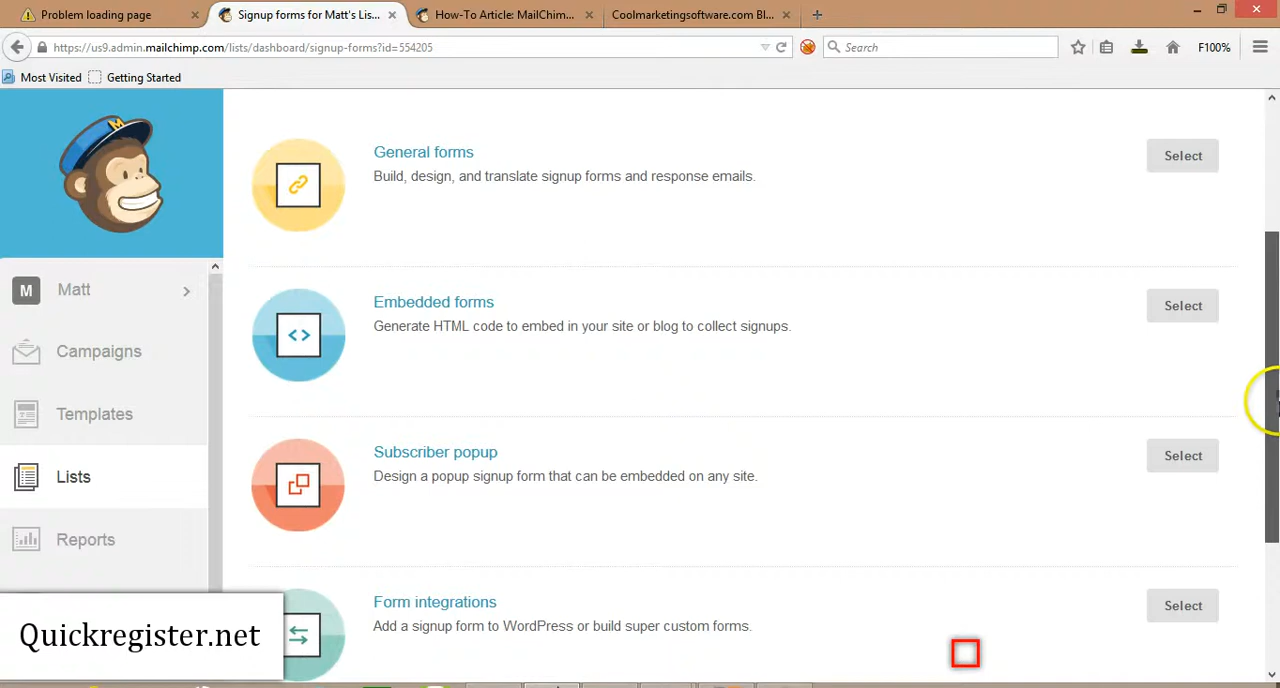 Problem loading page
Signup forms for Matt's Lis...
How-To Article: MailChim...
Coolmarketingsoftware.com Bl...
https://us9.admin.mailchimp.com/lists/dashboard/signup-forms?id=554205
Search
F100%
Most Visited
Getting Started
M
General forms
Select
Build, design, and translate signup forms and response emails.
M
Matt
Embedded forms
Select
Generate HTML code to embed in your site or blog to collect signups.
Campaigns
Templates
Subscriber popup
Select
Design a popup signup form that can be embedded on any site.
Lists
Reports
Form integrations
Select
Add a signup form to WordPress or build super custom forms.
Quickregister.net